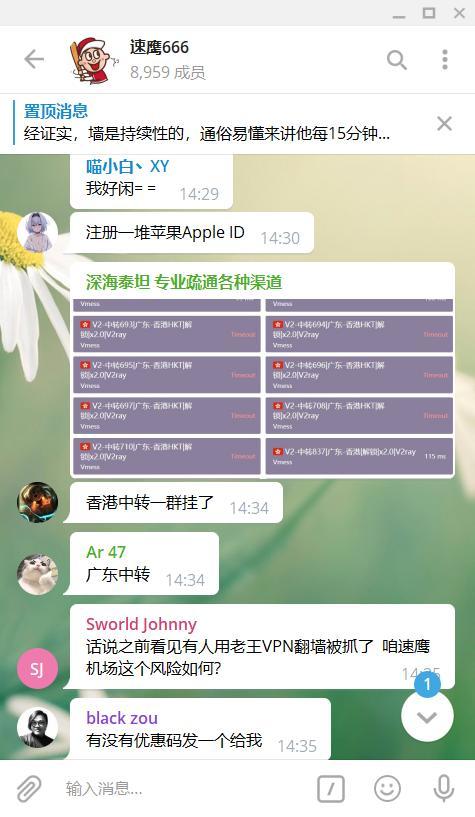 速鹰666
8,959 成员
置顶消息
经证实，墙是持续性的，通俗易懂来讲他每15分钟...
喵小白丶XY
我好闲= =
14:29
注册一堆苹果Apple ID
14:30
深海泰坦 专业疏通各种渠道
Vmess
Vmess
V2-中转693|广东-香港HKT|解
锁|x2.0|V2ray
Timeout
Vmess
V2-中转694|广东-香港HKT|解
锁|x2.0|V2ray
Timeout
Vmess
V2-中转695|广东-香港HKT|解
锁|x2.0|V2ray
Timeout
Vmess
V2-中转696|广东-香港HKT|解
锁|x2.0|V2ray
Timeout
Vmess
V2-中转697|广东-香港HKT|解
锁|x2.0|V2ray
Timeout
Vmess
V2-中转708|广东-香港HKT|解
锁|x2.0|V2ray
Timeout
Vmess
V2-中转710|广东-香港HKT|解
锁|x2.0|V2ray
Timeout
Vmess
V2-中转837|广东-香港|解锁|x2.0|V2ray
115 ms
Vmess
香港中转一群挂了
14:34
Ar 47
广东中转
14:34
Sworld Johnny
SJ
话说之前看见有人用老王VPN翻墙被抓了 咱速鹰
机场这个风险如何?
14:35
1
black zou
有没有优惠码发一个给我
14:35
输入消息...